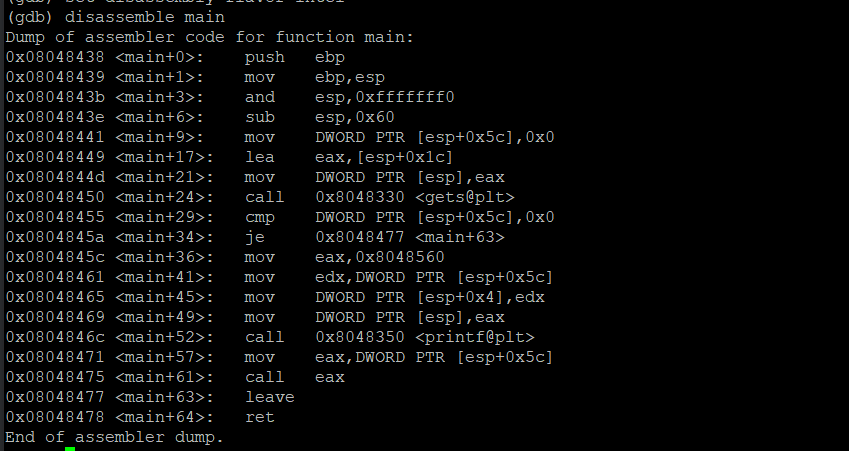 (gdb) set disassembly-flavor intel
(gdb) disassemble main
Dump of assembler code for function main:
0x08048438 <main+0>:    push   ebp
0x08048439 <main+1>:    mov    ebp,esp
0x0804843b <main+3>:    and    esp,0xfffffff0
0x0804843e <main+6>:    sub    esp,0x60
0x08048441 <main+9>:    mov    DWORD PTR [esp+0x5c],0x0
0x08048449 <main+17>:   lea    eax,[esp+0x1c]
0x0804844d <main+21>:   mov    DWORD PTR [esp],eax
0x08048450 <main+24>:   call   0x8048330 <gets@plt>
0x08048455 <main+29>:   cmp    DWORD PTR [esp+0x5c],0x0
0x0804845a <main+34>:   je     0x8048477 <main+63>
0x0804845c <main+36>:   mov    eax,0x8048560
0x08048461 <main+41>:   mov    edx,DWORD PTR [esp+0x5c]
0x08048465 <main+45>:   mov    DWORD PTR [esp+0x4],edx
0x08048469 <main+49>:   mov    DWORD PTR [esp],eax
0x0804846c <main+52>:   call   0x8048350 <printf@plt>
0x08048471 <main+57>:   mov    eax,DWORD PTR [esp+0x5c]
0x08048475 <main+61>:   call   eax
0x08048477 <main+63>:   leave
0x08048478 <main+64>:   ret
End of assembler dump.